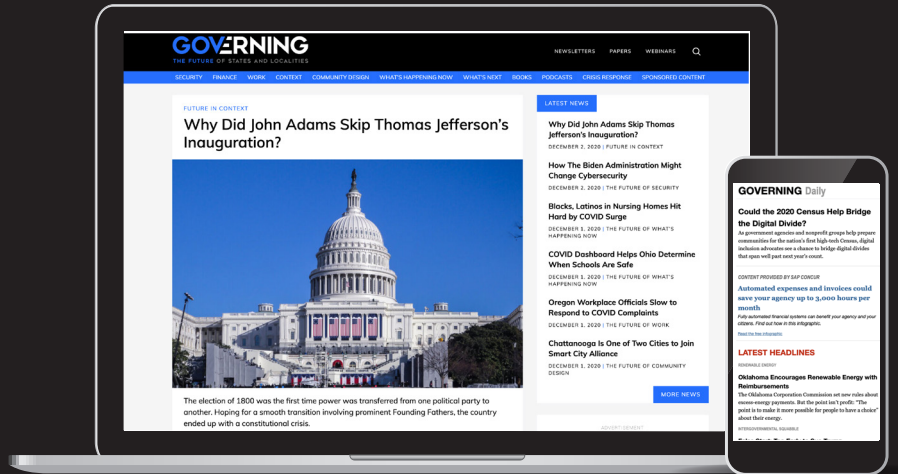 GOVERNING
THE FUTURE OF STATES AND LOCALITIES
NEWSLETTERS PAPERS WEBINARS
SECURITY FINANCE WORK CONTEXT COMMUNITY DESIGN WHAT'S HAPPENING NOW WHAT'S NEXT BOOKS PODCASTS CRISIS RESPONSE SPONSORED CONTENT
FUTURE IN CONTEXT
Why Did John Adams Skip Thomas Jefferson's
Inauguration?
The election of 1800 was the first time power was transferred from one political party to
another. Hoping for a smooth transition involving prominent Founding Fathers, the country
ended up with a constitutional crisis.
LATEST NEWS
Why Did John Adams Skip Thomas
Jefferson's Inauguration?
DECEMBER 2, 2020 | FUTURE IN CONTEXT
How The Biden Administration Might
Change Cybersecurity
DECEMBER 2, 2020 | THE FUTURE OF SECURITY
Blacks, Latinos in Nursing Homes Hit
Hard by COVID Surge
DECEMBER 1, 2020 | THE FUTURE OF WHAT'S
HAPPENING NOW
COVID Dashboard Helps Ohio Determine
When Schools Are Safe
DECEMBER 1, 2020 | THE FUTURE OF WHAT'S
HAPPENING NOW
Oregon Workplace Officials Slow to
Respond to COVID Complaints
DECEMBER 1, 2020 | THE FUTURE OF WORK
Chattanooga Is One of Two Cities to Join
Smart City Alliance
DECEMBER 1, 2020 | THE FUTURE OF COMMUNITY
DESIGN
MORE NEWS
ADVERTISEMENT
GOVERNING Daily
Could the 2020 Census Help Bridge
the Digital Divide?
As government agencies and nonprofit groups help prepare
communities for the nation's first high-tech Census, digital
inclusion advocates see a chance to bridge digital divides
that span well past next year's count.
CONTENT PROVIDED BY SAP CONCUR
Automated expenses and invoices could
save your agency up to 3,000 hours per
month
Fully automated financial systems can benefit your agency and your
citizens. Find out how in this infographic.
Read the free infographic
LATEST HEADLINES
RENEWABLE ENERGY
Oklahoma Encourages Renewable Energy with
Reimbursements
The Oklahoma Corporation Commission set new rules about
excess-energy payments. But the point isn't profit: "The
point is to make it more possible for people to have a choice"
about their energy.
INTERGOVERNMENTAL SQUABBLE